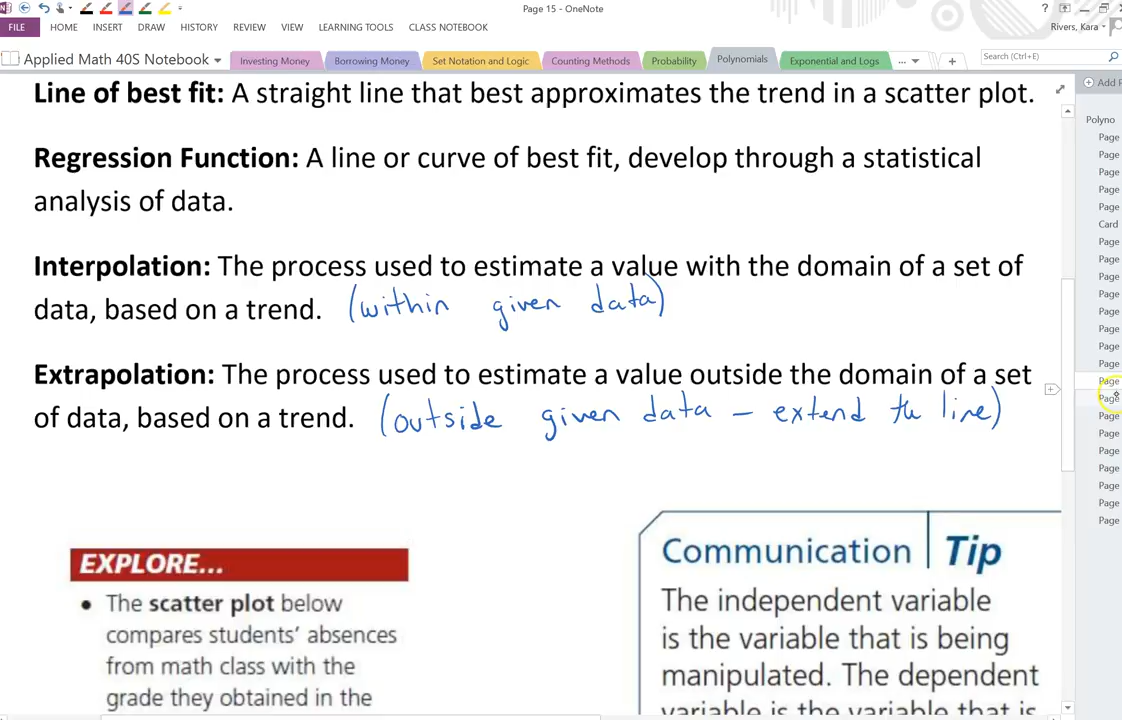 Page 15 - OneNote
?
Rivers, Kara
FILE HOME INSERT DRAW HISTORY REVIEW VIEW LEARNING TOOLS CLASS NOTEBOOK
Applied Math 40S Notebook Investing Money Borrowing Money Set Notation and Logic Counting Methods Probability Polynomials Exponential and Logs ... + Search (Ctrl+E)
Add P
Line of best fit: A straight line that best approximates the trend in a scatter plot.
Polyno
Page
Page
Regression Function: A line or curve of best fit, develop through a statistical
Page
Page
analysis of data.
Page
Card
Page
Interpolation: The process used to estimate a value with the domain of a set of
Page
Page
Page
data, based on a trend. (within given data)
Page
Page
Page
Page
Extrapolation: The process used to estimate a value outside the domain of a set
Page
Page
of data, based on a trend. (outside given data - extend the line)
Page
Page
Page
Page
Page
Page
Page
EXPLORE...
• The scatter plot below
compares students' absences
from math class with the
grade they obtained in the
Communication Tip
The independent variable
is the variable that is being
manipulated. The dependent
variable is the variable that is